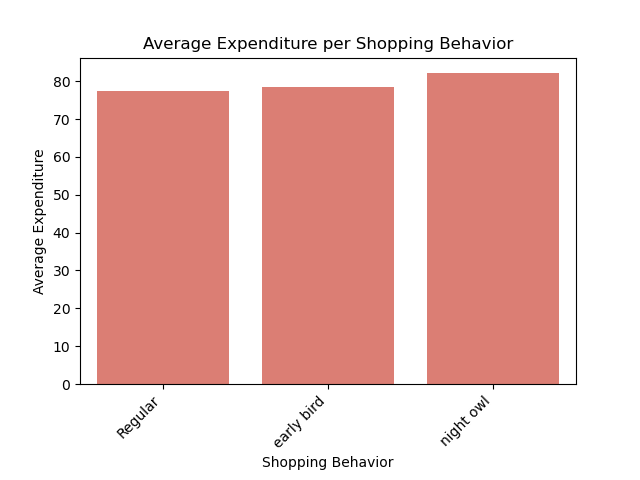 Average Expenditure per Shopping Behavior
Average Expenditure
80
70
60
50
40
30
20
10
0
Regular
early bird
night owl
Shopping Behavior